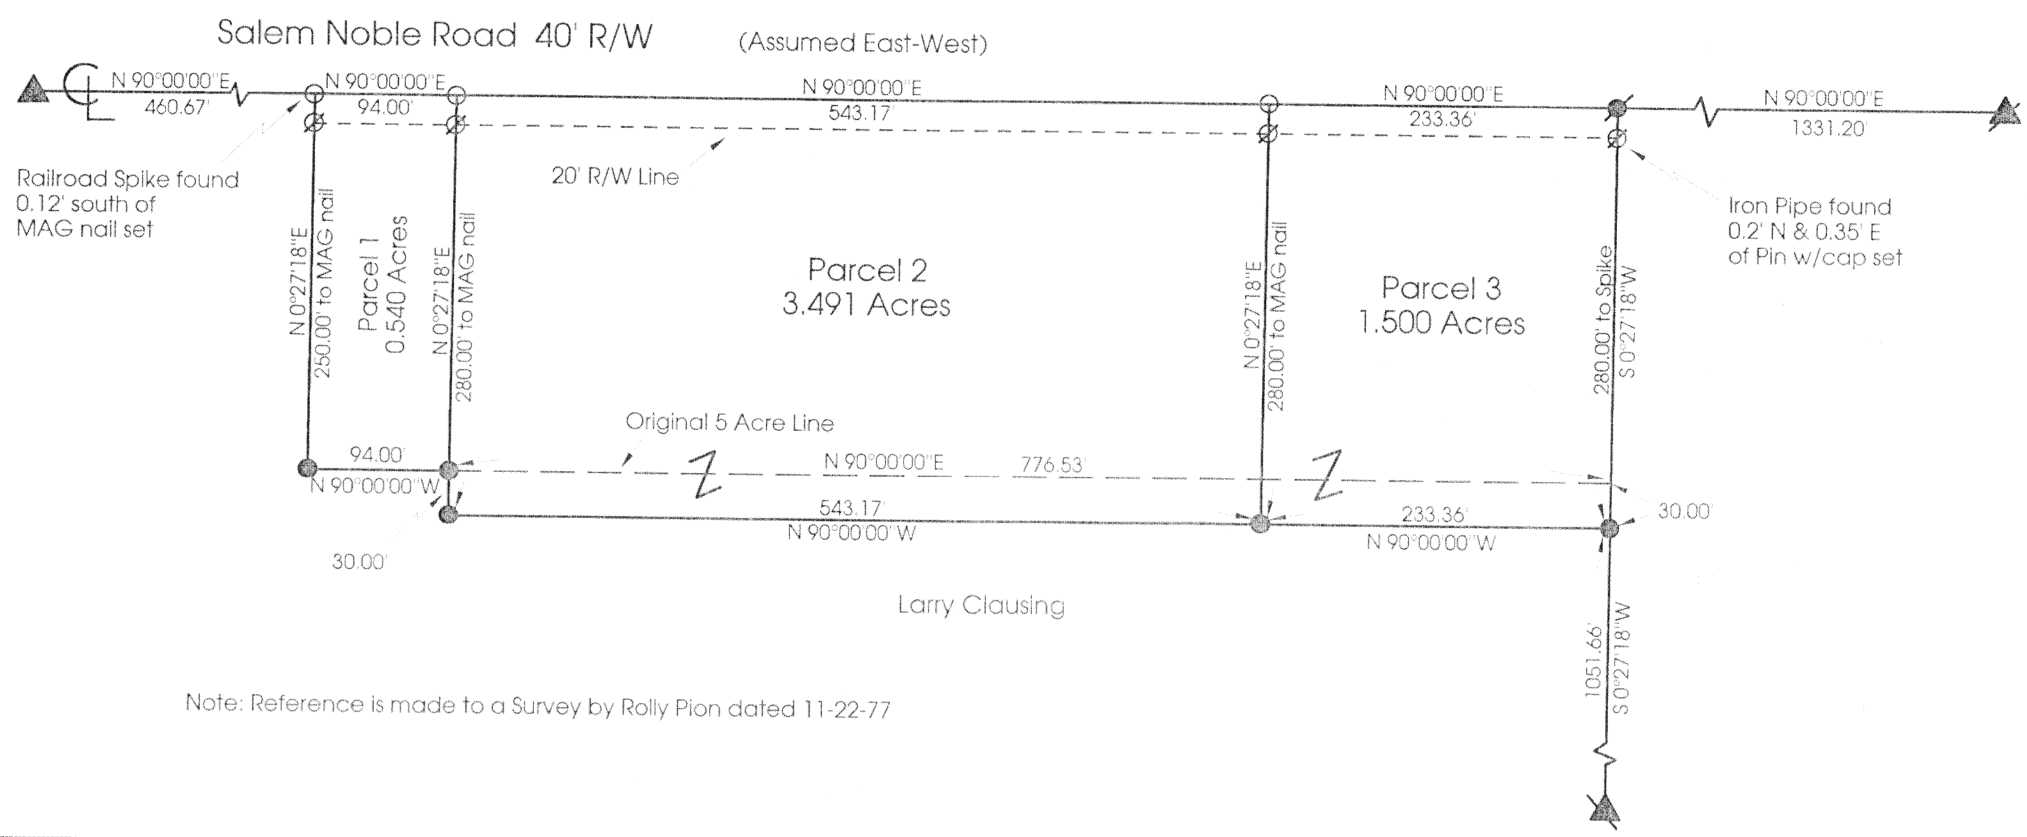 Salem Noble Road 40' R/W
(Assumed East-West)
N 90°00'00"E
460.67'
N 90°00'00"E
94.00'
N 90°00'00"E
543.17'
N 90°00'00"E
233.36'
N 90°00'00"E
1331.20'
20' R/W Line
Railroad Spike found
0.12' south of
MAG nail set
Iron Pipe found
0.2' N & 0.35' E
of Pin w/cap set
N 0°27'18"E
250.00' to MAG nail
Parcel 1
0.540 Acres
N 0°27'18"E
280.00' to MAG nail
Parcel 2
3.491 Acres
N 0°27'18"E
280.00' to MAG nail
Parcel 3
1.500 Acres
280.00' to Spike
S 0°27'18"W
Original 5 Acre Line
94.00'
N 90°00'00"W
N 90°00'00"E 776.53'
30.00'
543.17'
N 90°00'00"W
233.36'
N 90°00'00"W
30.00'
Larry Clausing
1051.66'
S 0°27'18"W
Note: Reference is made to a Survey by Rolly Pion dated 11-22-77